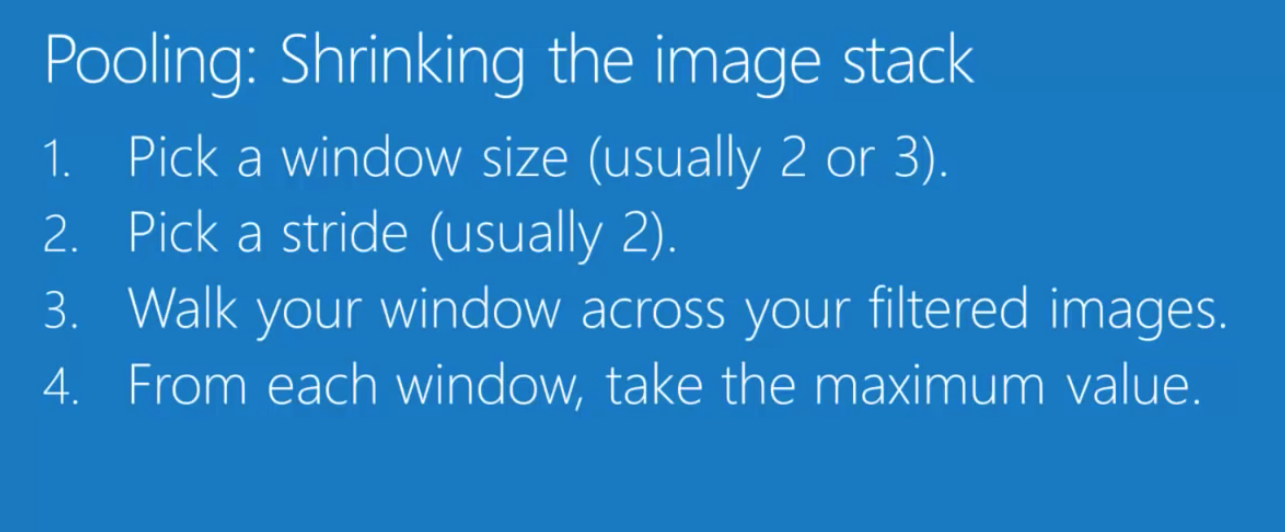 Pooling: Shrinking the image stack
1. Pick a window size (usually 2 or 3).
2. Pick a stride (usually 2).
3. Walk your window across your filtered images.
4. From each window, take the maximum value.